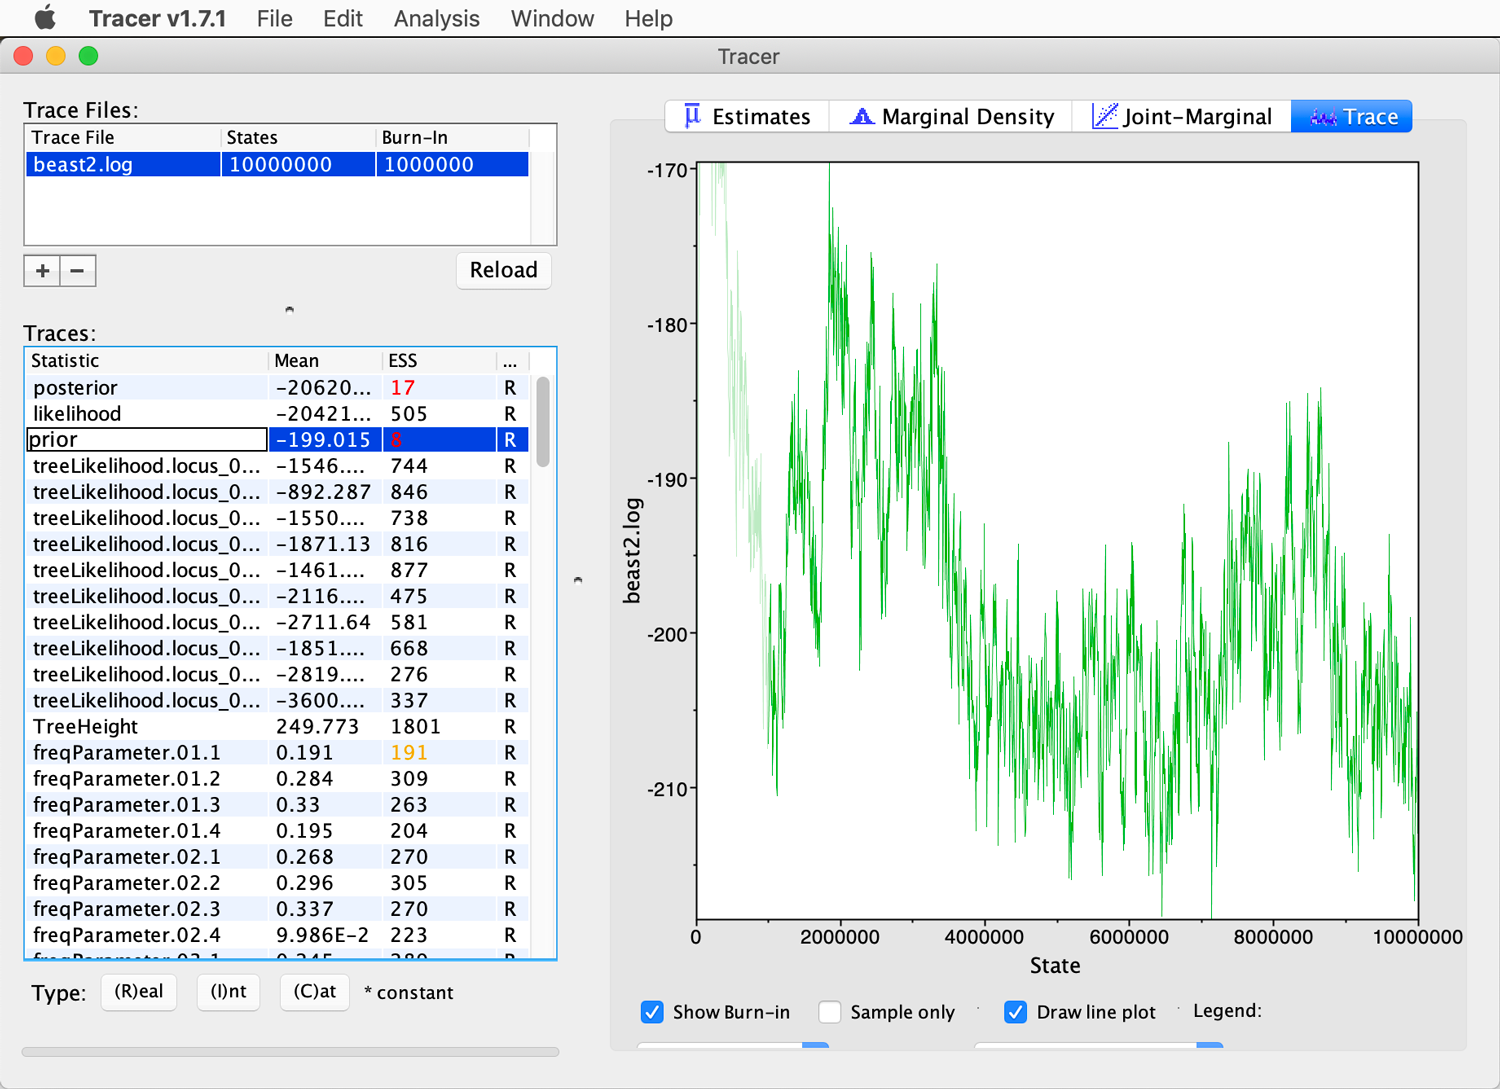 Tracer v1.7.1 File Edit Analysis Window Help
Tracer
Trace Files:
Trace File States Burn-In
beast2.log 10000000 1000000
+ −
Reload
Traces:
Statistic Mean ESS ...
posterior -20620... 17 R
likelihood -20421... 505 R
prior -199.015 8 R
treeLikelihood.locus_0... -1546.... 744 R
treeLikelihood.locus_0... -892.287 846 R
treeLikelihood.locus_0... -1550.... 738 R
treeLikelihood.locus_0... -1871.13 816 R
treeLikelihood.locus_0... -1461.... 877 R
treeLikelihood.locus_0... -2116.... 475 R
treeLikelihood.locus_0... -2711.64 581 R
treeLikelihood.locus_0... -1851.... 668 R
treeLikelihood.locus_0... -2819.... 276 R
treeLikelihood.locus_0... -3600.... 337 R
TreeHeight 249.773 1801 R
freqParameter.01.1 0.191 191 R
freqParameter.01.2 0.284 309 R
freqParameter.01.3 0.33 263 R
freqParameter.01.4 0.195 204 R
freqParameter.02.1 0.268 270 R
freqParameter.02.2 0.296 305 R
freqParameter.02.3 0.337 270 R
freqParameter.02.4 9.986E-2 223 R
Type: (R)eal (I)nt (C)at * constant
Estimates Marginal Density Joint-Marginal Trace
-170
-180
-190
-200
-210
beast2.log
0 2000000 4000000 6000000 8000000 10000000
State
Show Burn-in Sample only Draw line plot Legend: